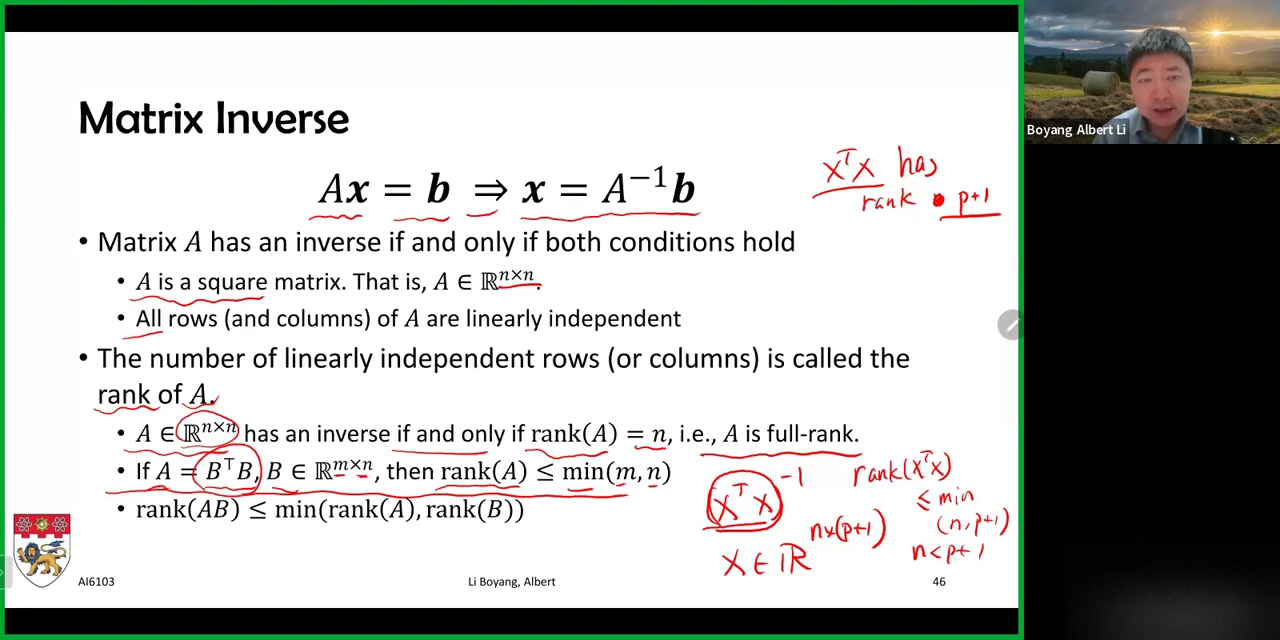 Matrix Inverse
Ax = b ⇒ x = A⁻¹b
XᵀX has
rank p+1
Boyang Albert Li
• Matrix A has an inverse if and only if both conditions hold
• A is a square matrix. That is, A ∈ ℝⁿˣⁿ.
• All rows (and columns) of A are linearly independent
• The number of linearly independent rows (or columns) is called the
rank of A.
• A ∈ ℝⁿˣⁿ has an inverse if and only if rank(A) = n, i.e., A is full-rank.
• If A = B⊤B, B ∈ ℝᵐˣⁿ, then rank(A) ≤ min(m, n)
• rank(AB) ≤ min(rank(A), rank(B))
(XᵀX)⁻¹
X ∈ ℝ n×(p+1)
rank(XᵀX)
≤ min
(n, p+1)
n < p+1
AI6103
Li Boyang, Albert
46